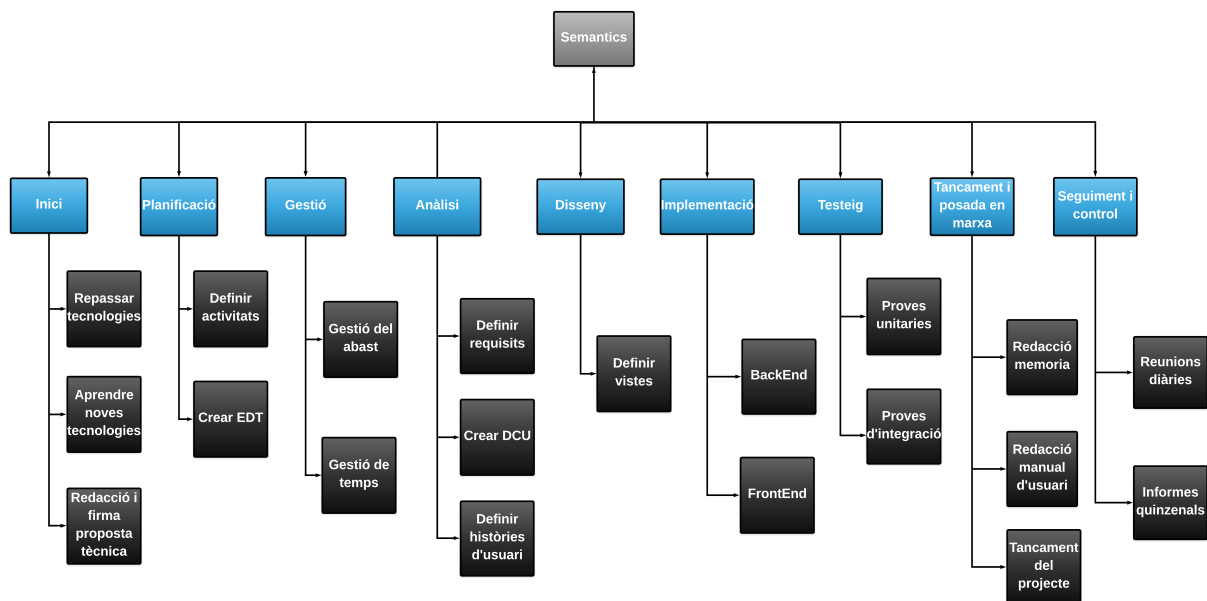 Semantics
Inici
Planificació
Gestió
Anàlisi
Disseny
Implementació
Testeig
Tancament i
posada en
marxa
Seguiment i
control
Repassar
tecnologies
Aprendre
noves
tecnologies
Redacció i
firma
proposta
tècnica
Definir
activitats
Crear EDT
Gestió del
abast
Gestió de
temps
Definir
requisits
Crear DCU
Definir
històries
d'usuari
Definir
vistes
BackEnd
FrontEnd
Proves
unitaries
Proves
d'integració
Redacció
memoria
Redacció
manual
d'usuari
Tancament
del
projecte
Reunions
diàries
Informes
quinzenals